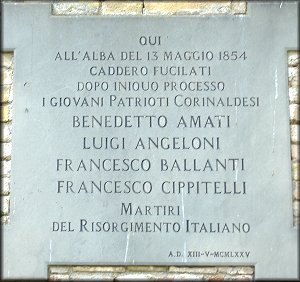 QUI
ALL'ALBA DEL 13 MAGGIO 1854
CADDERO FUCILATI
DOPO INIQUO PROCESSO
I GIOVANI PATRIOTI CORINALDESI
BENEDETTO AMATI
LUIGI ANGELONI
FRANCESCO BALLANTI
FRANCESCO CIPPITELLI
MARTIRI
DEL RISORGIMENTO ITALIANO
A.D. XIII-V-MCMLXXV